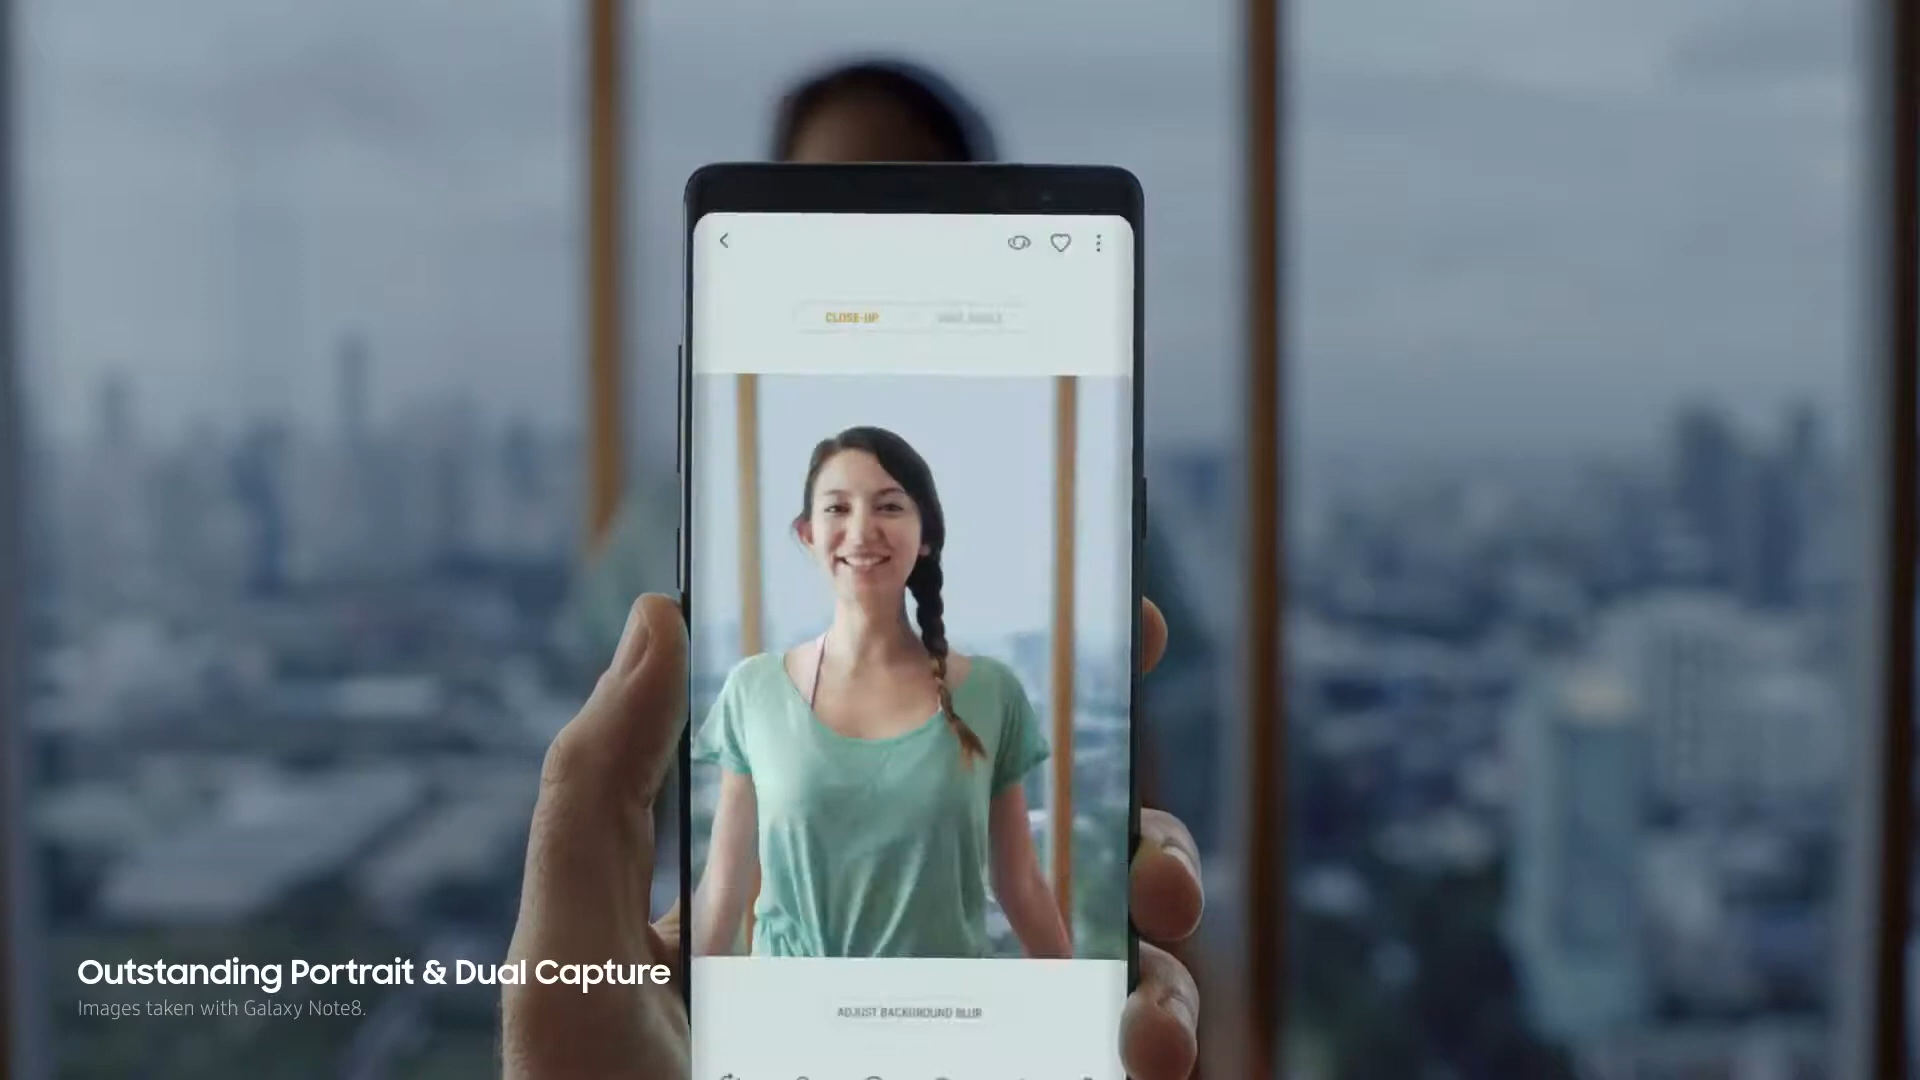 CLOSE-UP
Outstanding Portrait & Dual Capture
Images taken with Galaxy Note8.
ADJUST BACKGROUND BLUR